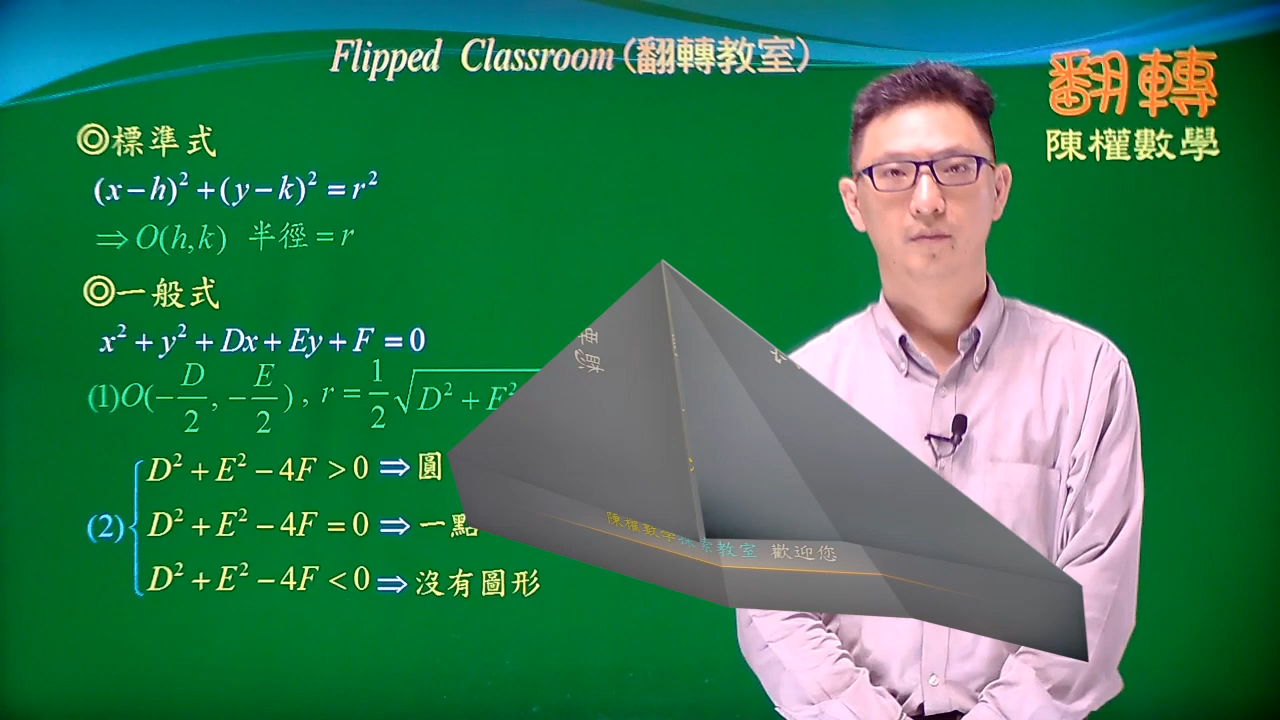 Flipped Classroom(翻轉教室)
翻轉
陳權數學
◎標準式
(x−h)²+(y−k)²=r²
⇒O(h,k) 半徑=r
◎一般式
x²+y²+Dx+Ey+F=0
(1)O(−D/2, −E/2), r=1/2√D²+E²
(2)
D²+E²−4F>0⇒圓
D²+E²−4F=0⇒一點
D²+E²−4F<0⇒沒有圖形
陳權數學探索教室 歡迎您